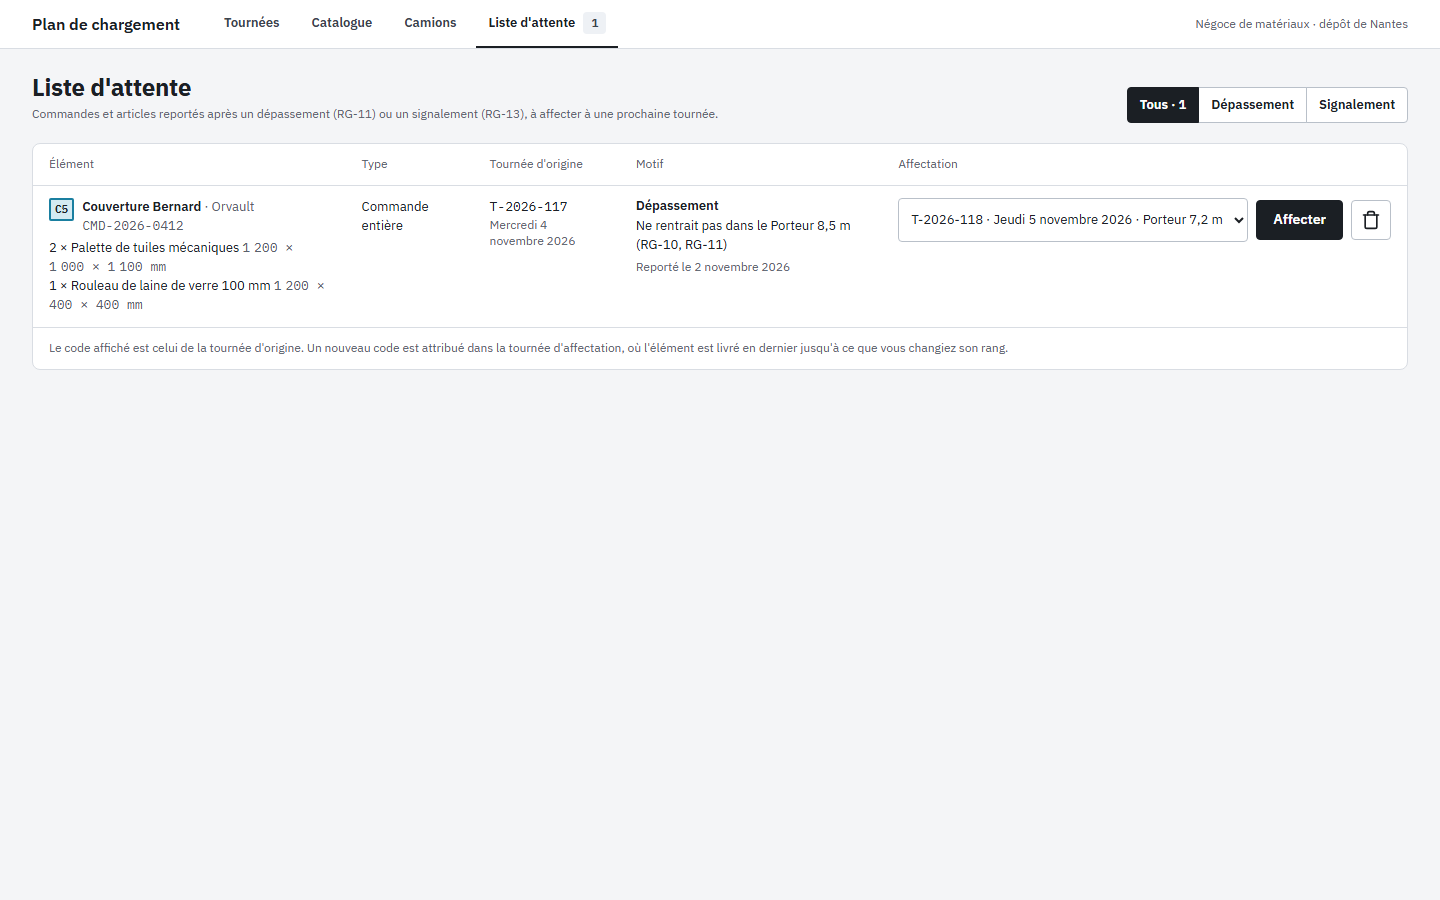 Plan de chargement
Tournées
Catalogue
Camions
Liste d'attente 1
Négoce de matériaux · dépôt de Nantes
Liste d'attente
Commandes et articles reportés après un dépassement (RG-11) ou un signalement (RG-13), à affecter à une prochaine tournée.
Tous · 1
Dépassement
Signalement
Élément
Type
Tournée d'origine
Motif
Affectation
C5
Couverture Bernard · Orvault
CMD-2026-0412
2 × Palette de tuiles mécaniques 1 200 ×
1 000 × 1 100 mm
1 × Rouleau de laine de verre 100 mm 1 200 ×
400 × 400 mm
Commande
entière
T-2026-117
Mercredi 4
novembre 2026
Dépassement
Ne rentrait pas dans le Porteur 8,5 m
(RG-10, RG-11)
Reporté le 2 novembre 2026
T-2026-118 · Jeudi 5 novembre 2026 · Porteur 7,2 m
Affecter
Le code affiché est celui de la tournée d'origine. Un nouveau code est attribué dans la tournée d'affectation, où l'élément est livré en dernier jusqu'à ce que vous changiez son rang.